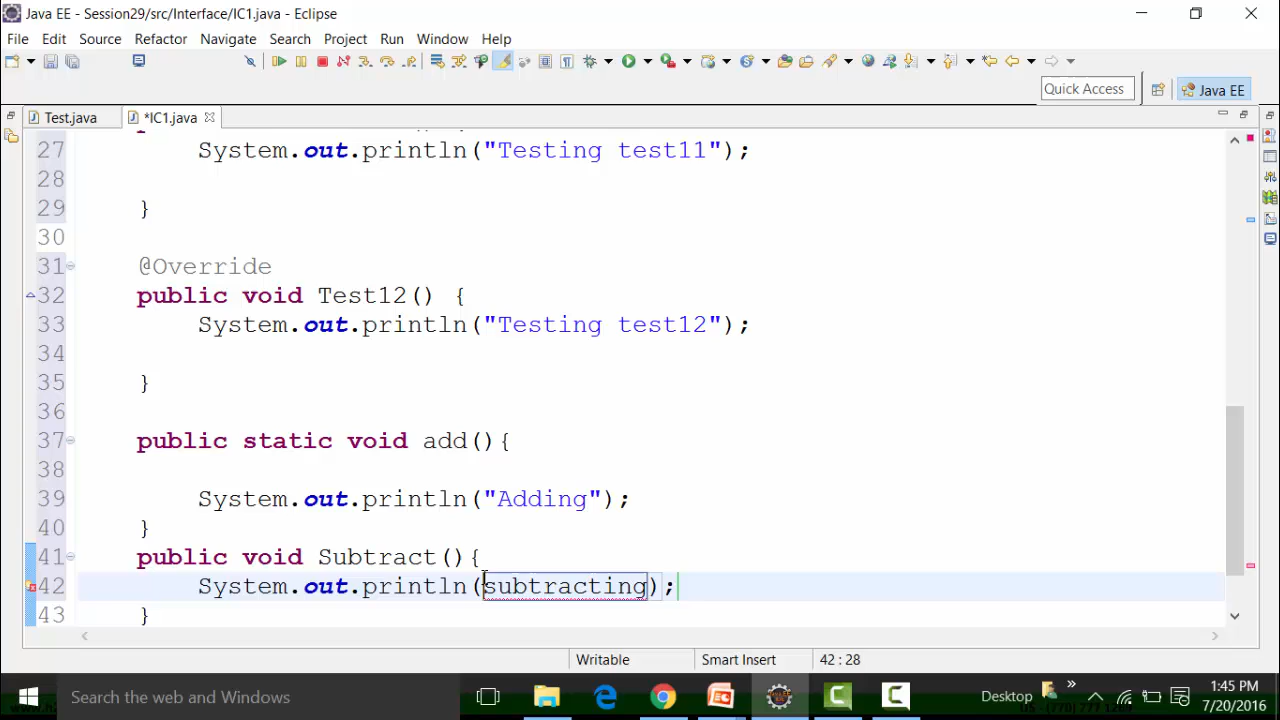 Java EE - Session29/src/Interface/IC1.java - Eclipse
File Edit Source Refactor Navigate Search Project Run Window Help
Quick Access Java EE
Test.java *IC1.java
27 System.out.println("Testing test11");
28
29 }
30
31 @Override
32 public void Test12() {
33 System.out.println("Testing test12");
34
35 }
36
37 public static void add(){
38
39 System.out.println("Adding");
40 }
41 public void Subtract(){
42 System.out.println(subtracting);
43 }
Writable Smart Insert 42 : 28
Search the web and Windows Desktop 1:45 PM
7/20/2016